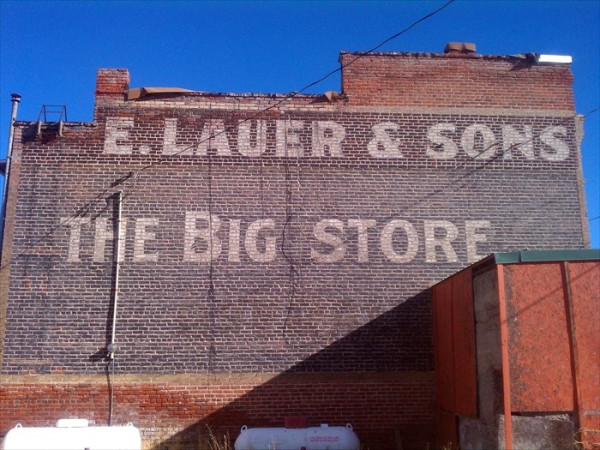 E. LAUER & SONS
THE BIG STORE